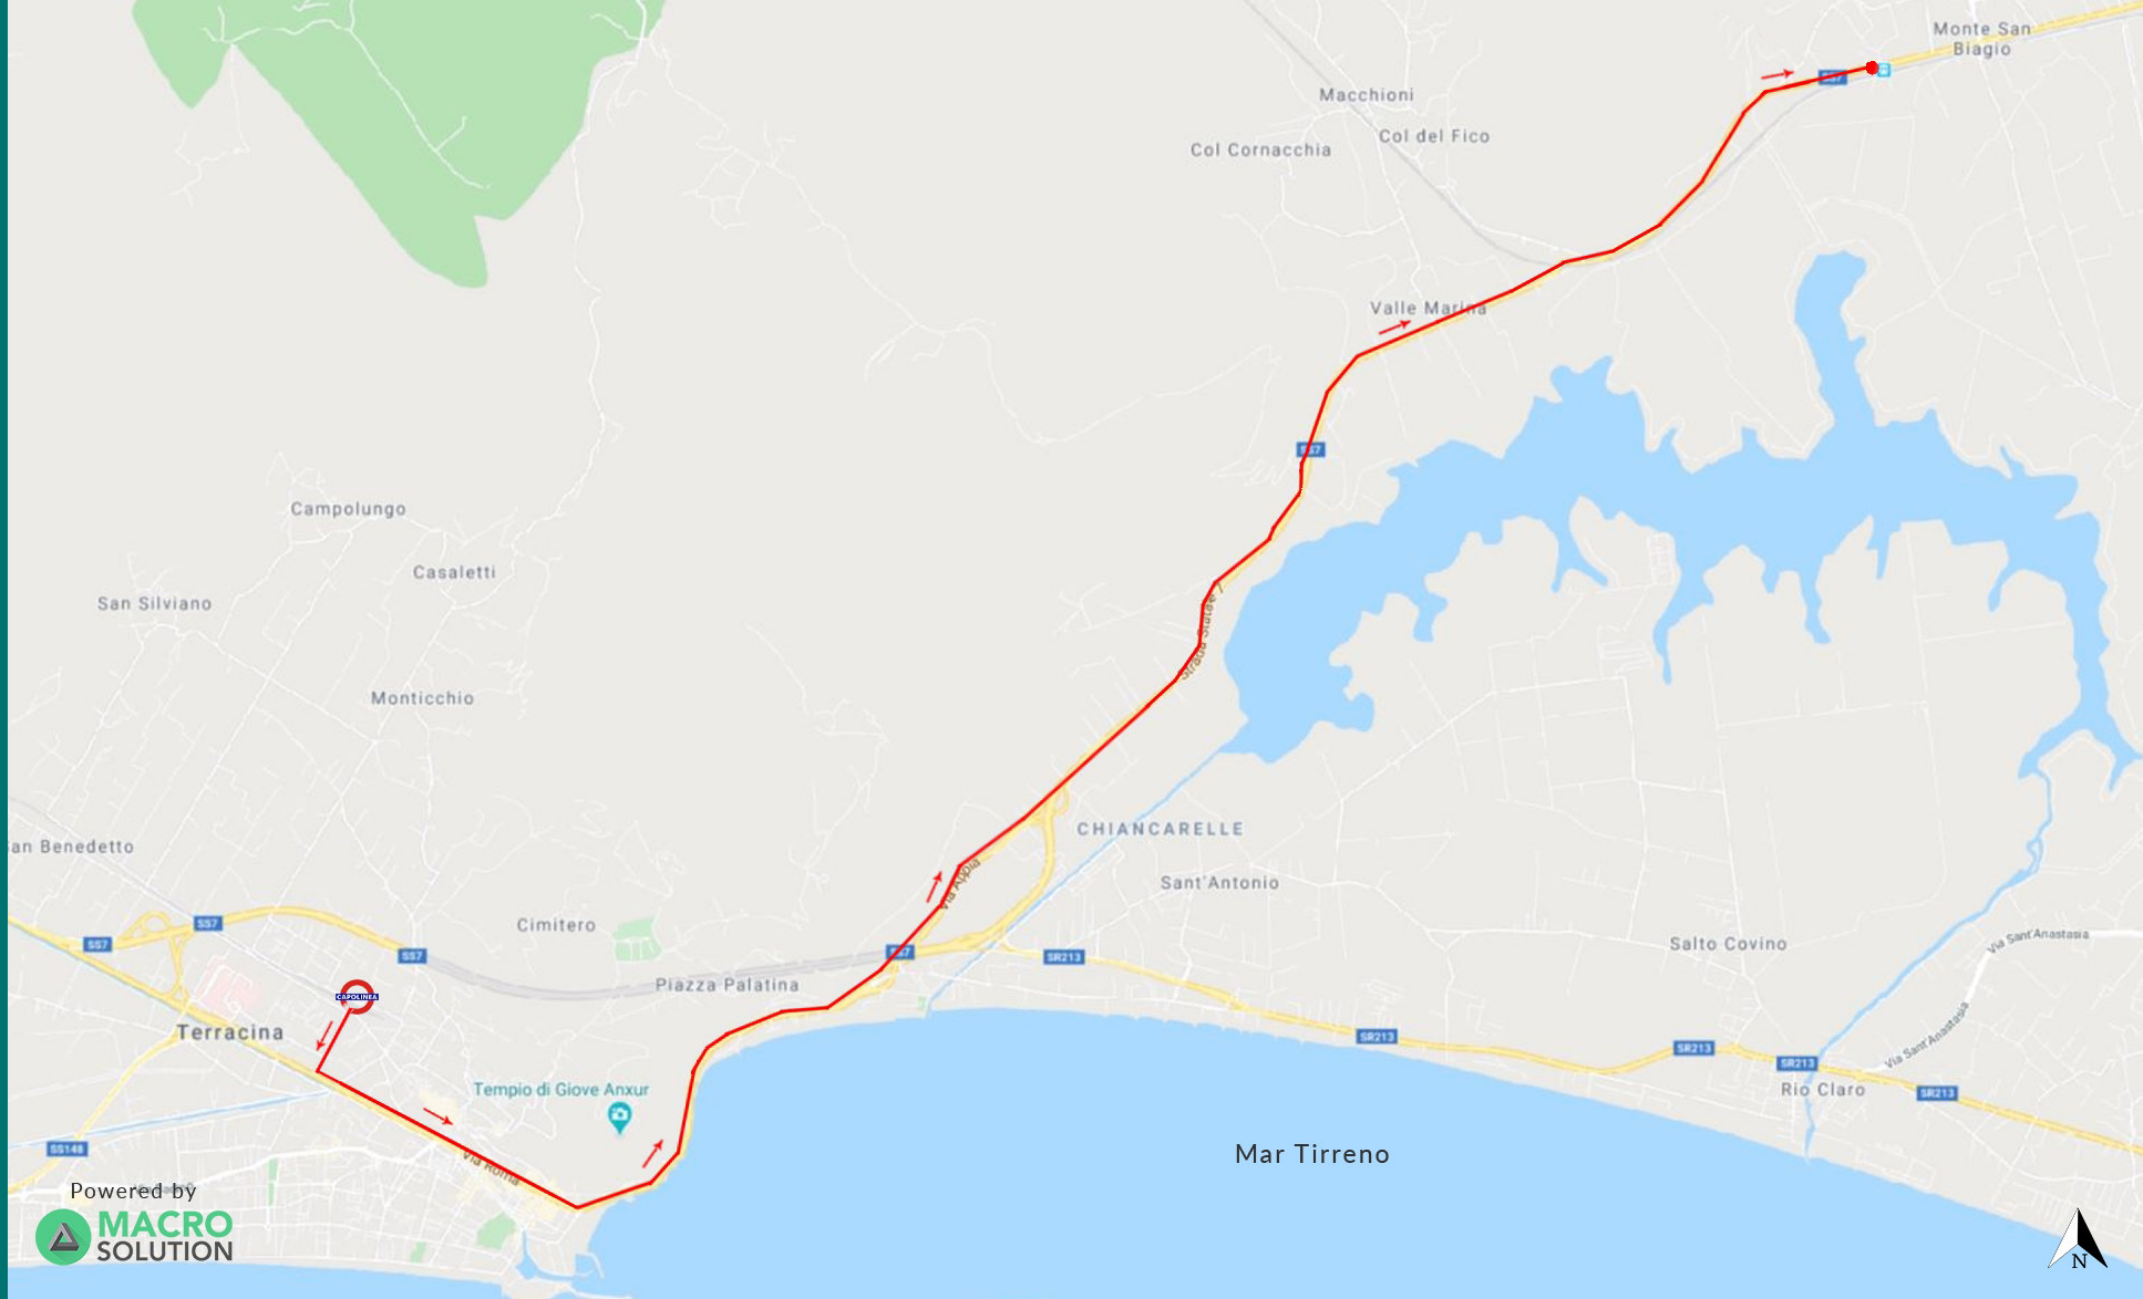 Monte San
Biagio
SS7
Macchioni
Col del Fico
Col Cornacchia
Valle Marina
SS7
Campolungo
Casaletti
San Silviano
Strada Statale 7
Monticchio
CHIANCARELLE
an Benedetto
Via Appia
Sant'Antonio
SS7
Cimitero
SS7
SS7
SS7
SR213
Salto Covino
Via Sant'Anastasia
Piazza Palatina
CAPOLINEA
Terracina
SR213
SR213
SR213
Via Sant'Anastasia
Rio Claro
SR213
Tempio di Giove Anxur
SS148
Via Roma
Mar Tirreno
Powered by
MACRO
SOLUTION
N